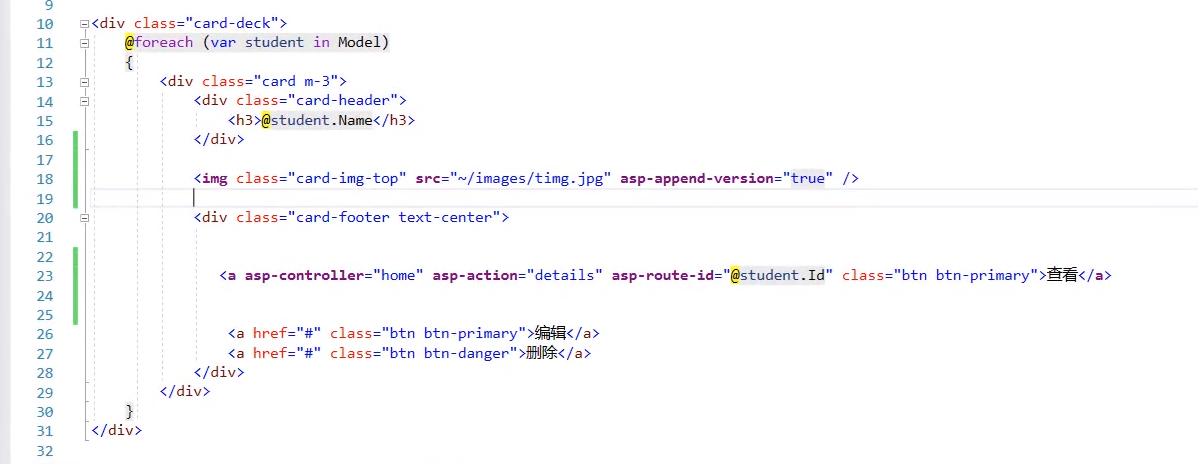 9
10 <div class="card-deck">
11 @foreach (var student in Model)
12 {
13 <div class="card m-3">
14 <div class="card-header">
15 <h3>@student.Name</h3>
16 </div>
17
18 <img class="card-img-top" src="~/images/timg.jpg" asp-append-version="true" />
19
20 <div class="card-footer text-center">
21
22
23 <a asp-controller="home" asp-action="details" asp-route-id="@student.Id" class="btn btn-primary">查看</a>
24
25
26 <a href="#" class="btn btn-primary">编辑</a>
27 <a href="#" class="btn btn-danger">删除</a>
28 </div>
29 </div>
30 }
31 </div>
32